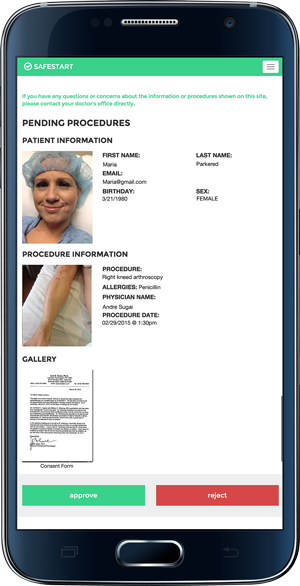 SAFESTART
If you have any questions or concerns about the information or procedures shown on this site,
please contact your doctor's office directly.
PENDING PROCEDURES
PATIENT INFORMATION
FIRST NAME:
Maria
LAST NAME:
Parkered
EMAIL:
Maria@gmail.com
BIRTHDAY:
3/21/1980
SEX:
FEMALE
PROCEDURE INFORMATION
PROCEDURE:
Right kneed arthroscopy
ALLERGIES: Penicillin
PHYSICIAN NAME:
Andre Sugai
PROCEDURE DATE:
02/29/2015 @ 1:30pm
GALLERY
Consent Form
approve
reject